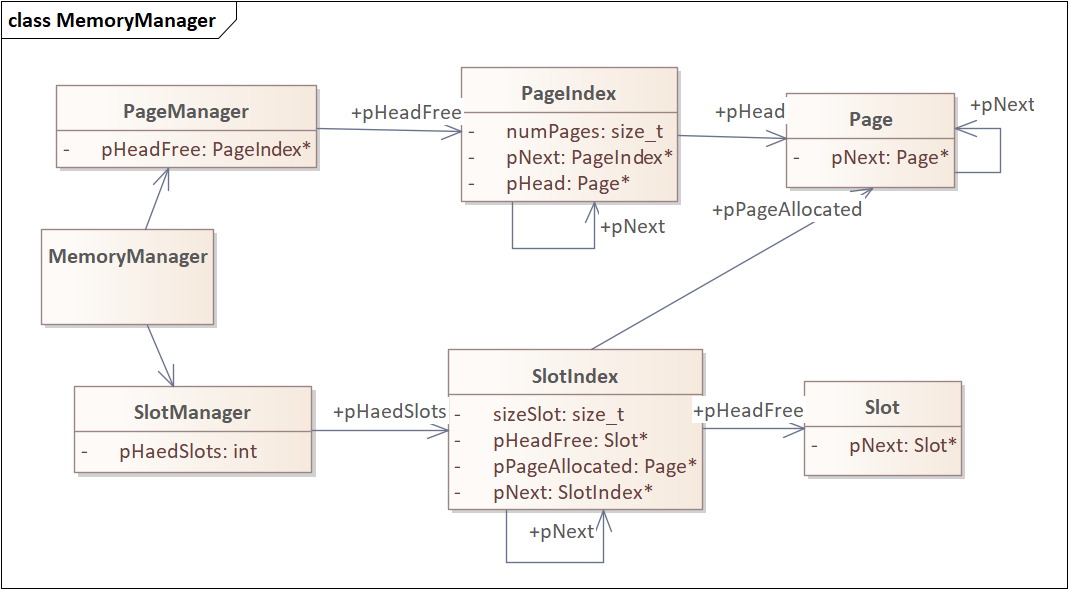 class MemoryManager
PageManager
- pHeadFree: PageIndex*
+pHeadFree
PageIndex
- numPages: size_t
- pNext: PageIndex*
- pHead: Page*
+pNext
+pHead
Page
- pNext: Page*
+pNext
+pPageAllocated
MemoryManager
SlotManager
- pHaedSlots: int
+pHaedSlots
SlotIndex
- sizeSlot: size_t
- pHeadFree: Slot*
- pPageAllocated: Page*
- pNext: SlotIndex*
+pNext
+pHeadFree
Slot
- pNext: Slot*